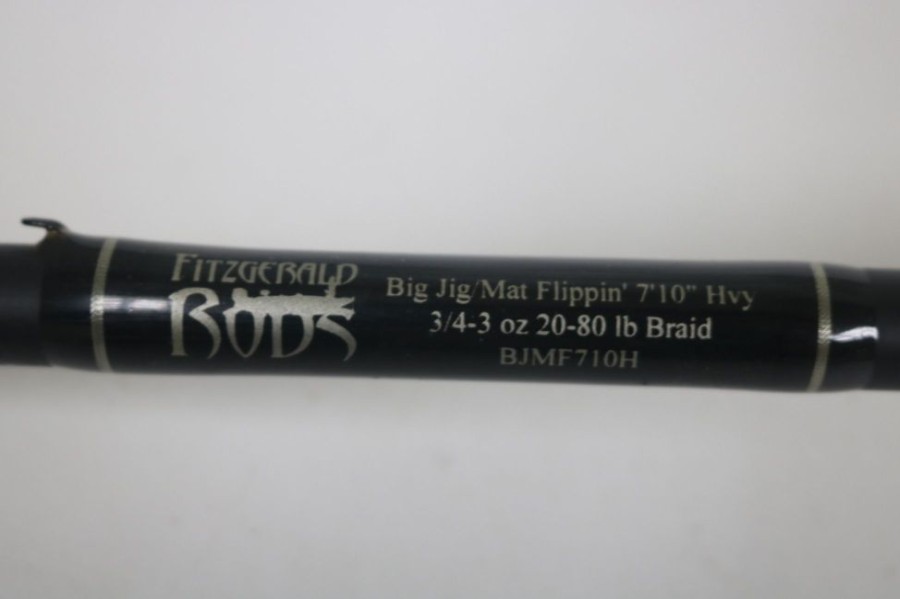 FITZGERALD
RODS
Big Jig/Mat Flippin' 7'10" Hvy
3/4-3 oz 20-80 lb Braid
BJMF710H